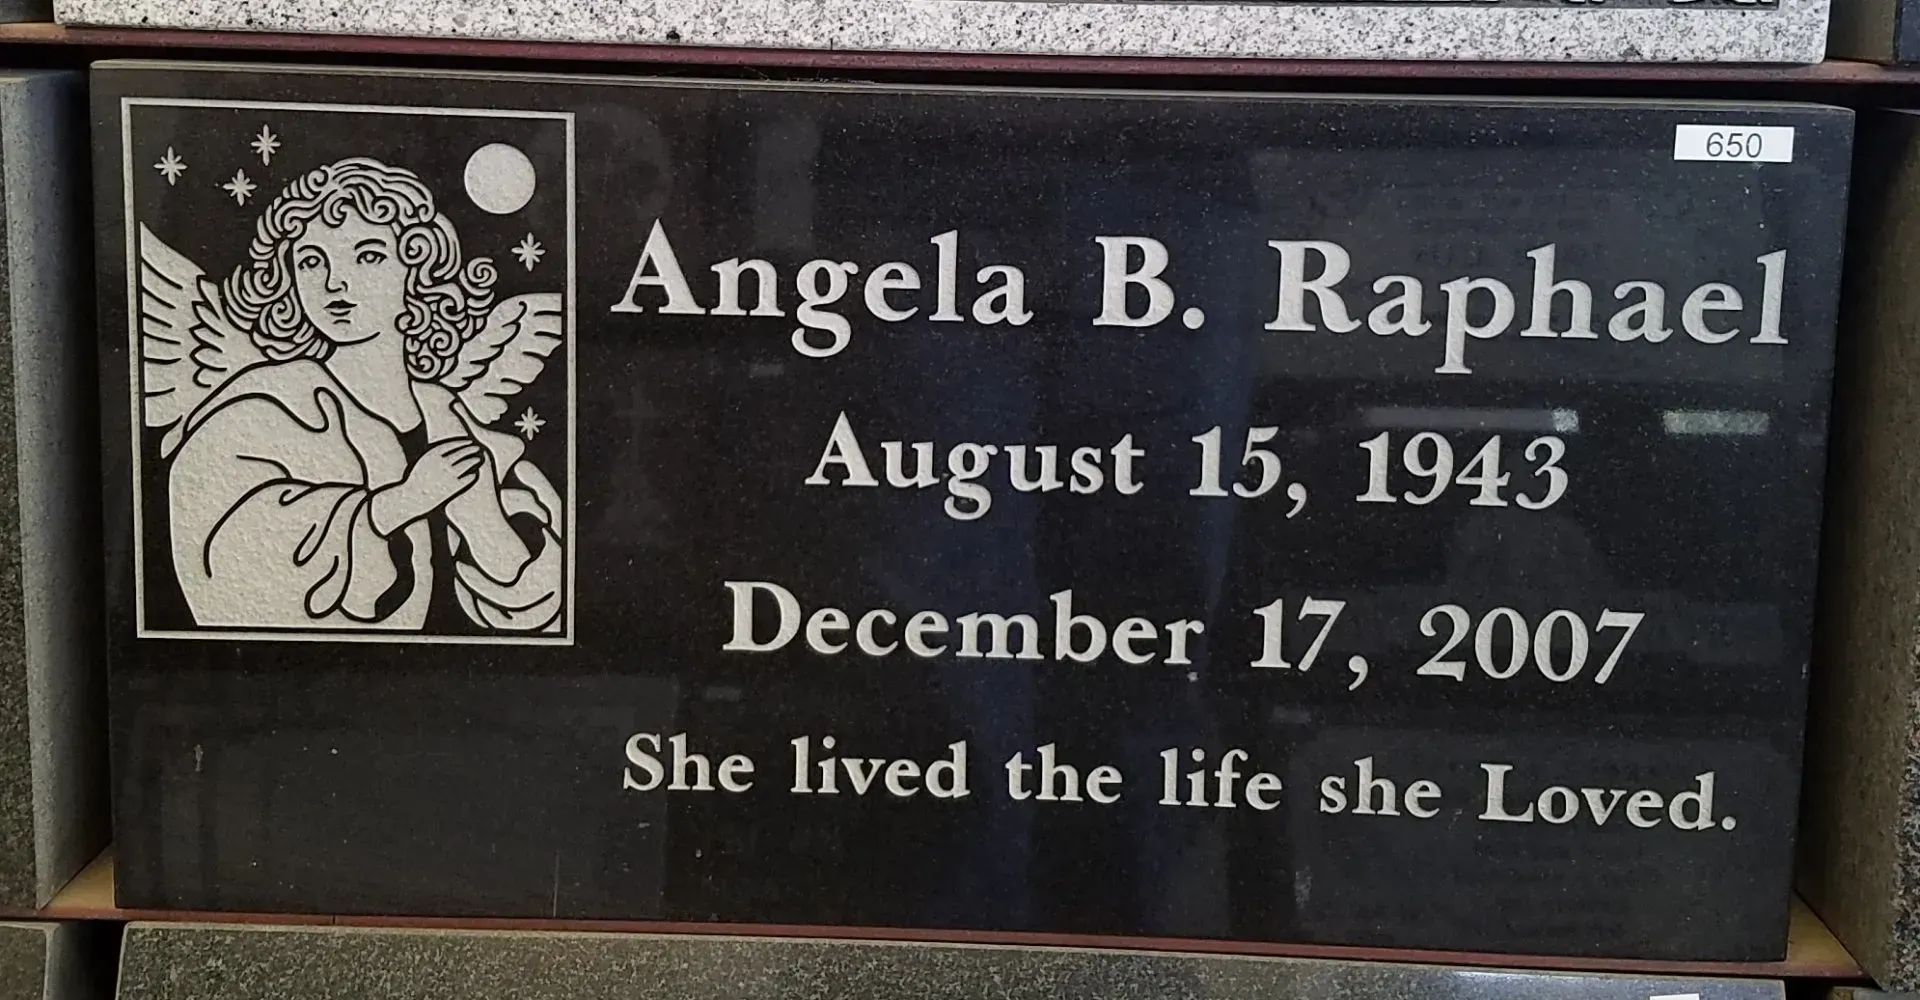 650
Angela B. Raphael
August 15, 1943
December 17, 2007
She lived the life she Loved.